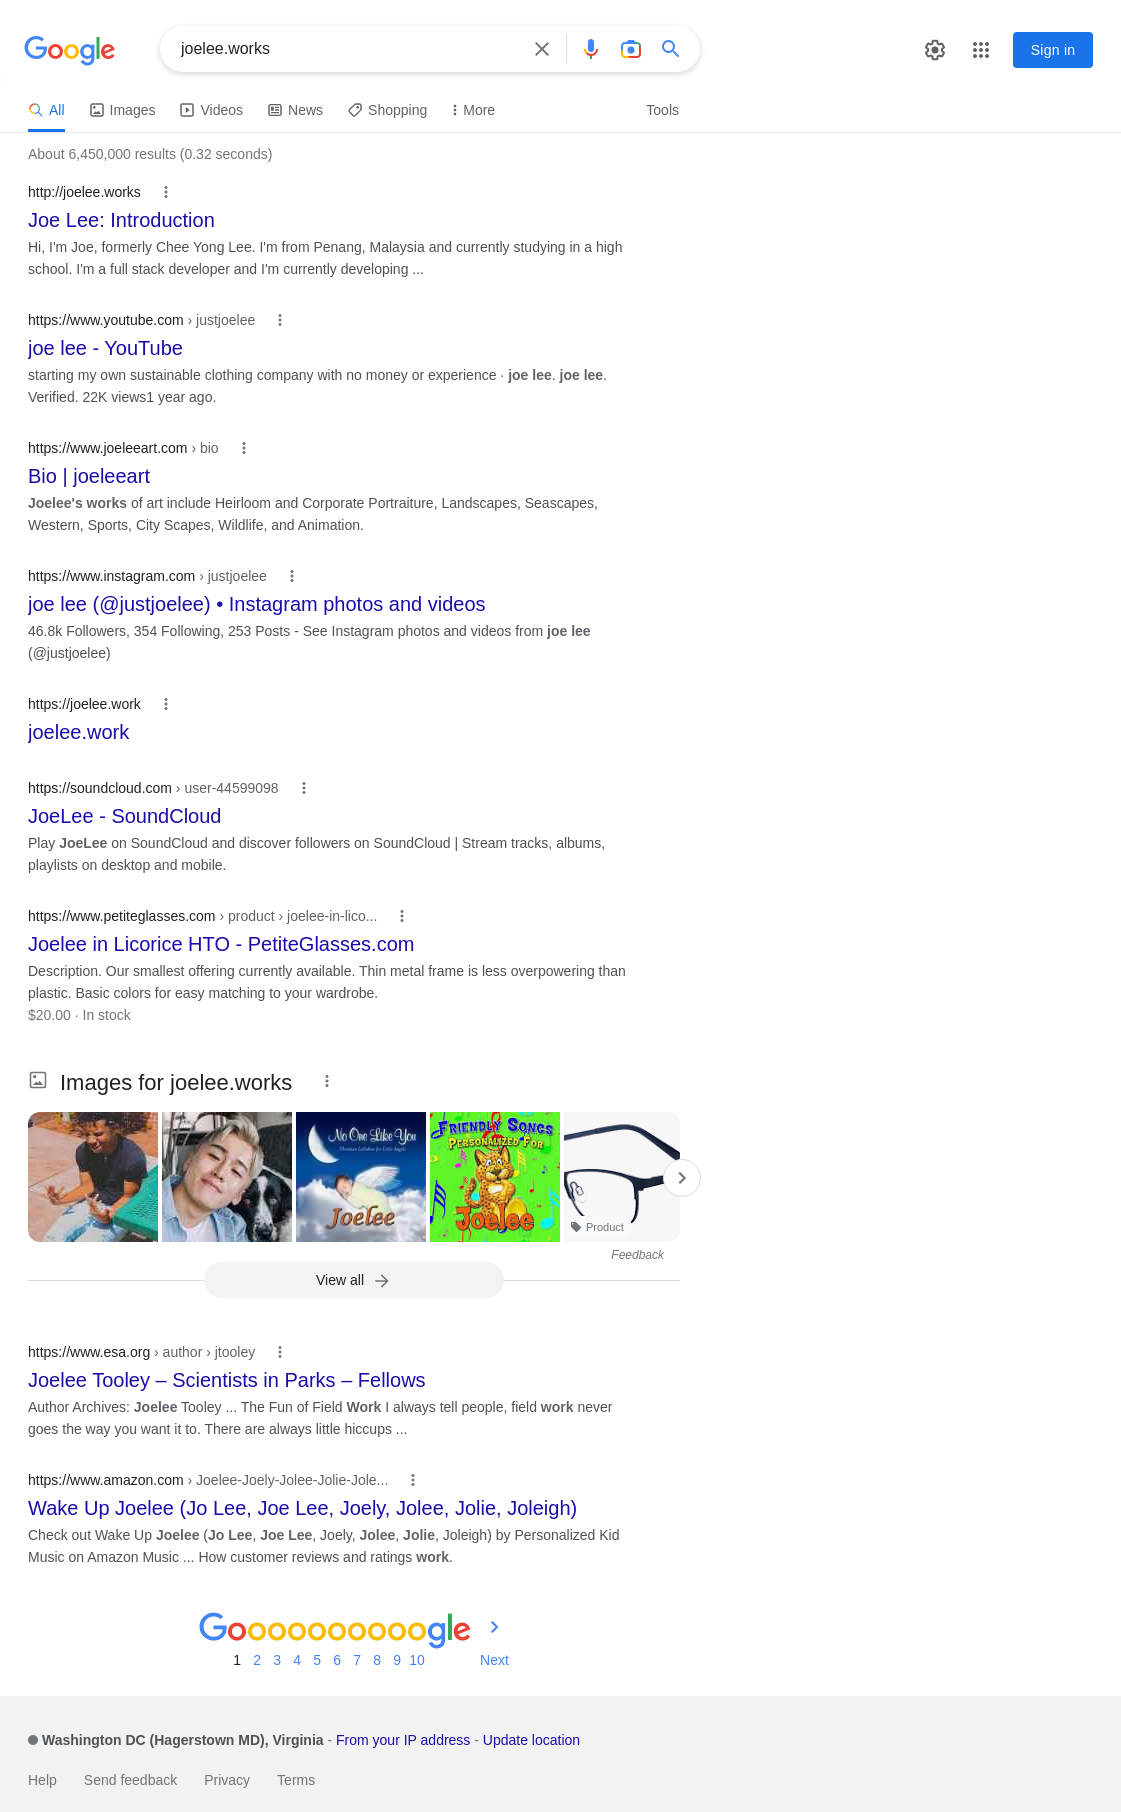 Google
joelee.works
Sign in
All Images Videos News Shopping More Tools
About 6,450,000 results (0.32 seconds)
http://joelee.works
Joe Lee: Introduction
Hi, I'm Joe, formerly Chee Yong Lee. I'm from Penang, Malaysia and currently studying in a high
school. I'm a full stack developer and I'm currently developing ...
https://www.youtube.com › justjoelee
joe lee - YouTube
starting my own sustainable clothing company with no money or experience · joe lee. joe lee.
Verified. 22K views1 year ago.
https://www.joeleeart.com › bio
Bio | joeleeart
Joelee's works of art include Heirloom and Corporate Portraiture, Landscapes, Seascapes,
Western, Sports, City Scapes, Wildlife, and Animation.
https://www.instagram.com › justjoelee
joe lee (@justjoelee) • Instagram photos and videos
46.8k Followers, 354 Following, 253 Posts - See Instagram photos and videos from joe lee
(@justjoelee)
https://joelee.work
joelee.work
https://soundcloud.com › user-44599098
JoeLee - SoundCloud
Play JoeLee on SoundCloud and discover followers on SoundCloud | Stream tracks, albums,
playlists on desktop and mobile.
https://www.petiteglasses.com › product › joelee-in-lico...
Joelee in Licorice HTO - PetiteGlasses.com
Description. Our smallest offering currently available. Thin metal frame is less overpowering than
plastic. Basic colors for easy matching to your wardrobe.
$20.00 · In stock
Images for joelee.works
No One Like You
Christian Lullabies for Little Angels
Joelee
FRIENDLY SONGS
PERSONALIZED FOR
Joelee
Product
Feedback
View all
https://www.esa.org › author › jtooley
Joelee Tooley – Scientists in Parks – Fellows
Author Archives: Joelee Tooley ... The Fun of Field Work I always tell people, field work never
goes the way you want it to. There are always little hiccups ...
https://www.amazon.com › Joelee-Joely-Jolee-Jolie-Jole...
Wake Up Joelee (Jo Lee, Joe Lee, Joely, Jolee, Jolie, Joleigh)
Check out Wake Up Joelee (Jo Lee, Joe Lee, Joely, Jolee, Jolie, Joleigh) by Personalized Kid
Music on Amazon Music ... How customer reviews and ratings work.
Goooooooooogle
1 2 3 4 5 6 7 8 9 10 Next
Washington DC (Hagerstown MD), Virginia - From your IP address - Update location
Help Send feedback Privacy Terms